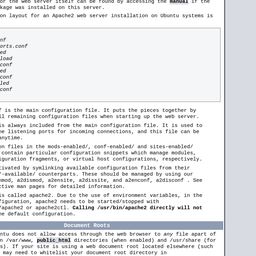 for the web server itself can be found by accessing the manual if the
kage was installed on this server.
on layout for an Apache2 web server installation on Ubuntu systems is
nf
orts.conf
ed
load
conf
ed
conf
led
conf
f is the main configuration file. It puts the pieces together by
ll remaining configuration files when starting up the web server.
s always included from the main configuration file. It is used to
he listening ports for incoming connections, and this file can be
anytime.
n files in the mods-enabled/, conf-enabled/ and sites-enabled/
contain particular configuration snippets which manage modules,
iguration fragments, or virtual host configurations, respectively.
tivated by symlinking available configuration files from their
-available/ counterparts. These should be managed by using our
nmod, a2dismod, a2ensite, a2dissite, and a2enconf, a2disconf . See
ctive man pages for detailed information.
is called apache2. Due to the use of environment variables, in the
figuration, apache2 needs to be started/stopped with
/apache2 or apache2ctl. Calling /usr/bin/apache2 directly will not
he default configuration.
Document Roots
ntu does not allow access through the web browser to any file apart of
in /var/www, public_html directories (when enabled) and /usr/share (for
s). If your site is using a web document root located elsewhere (such
may need to whitelist your document root directory in